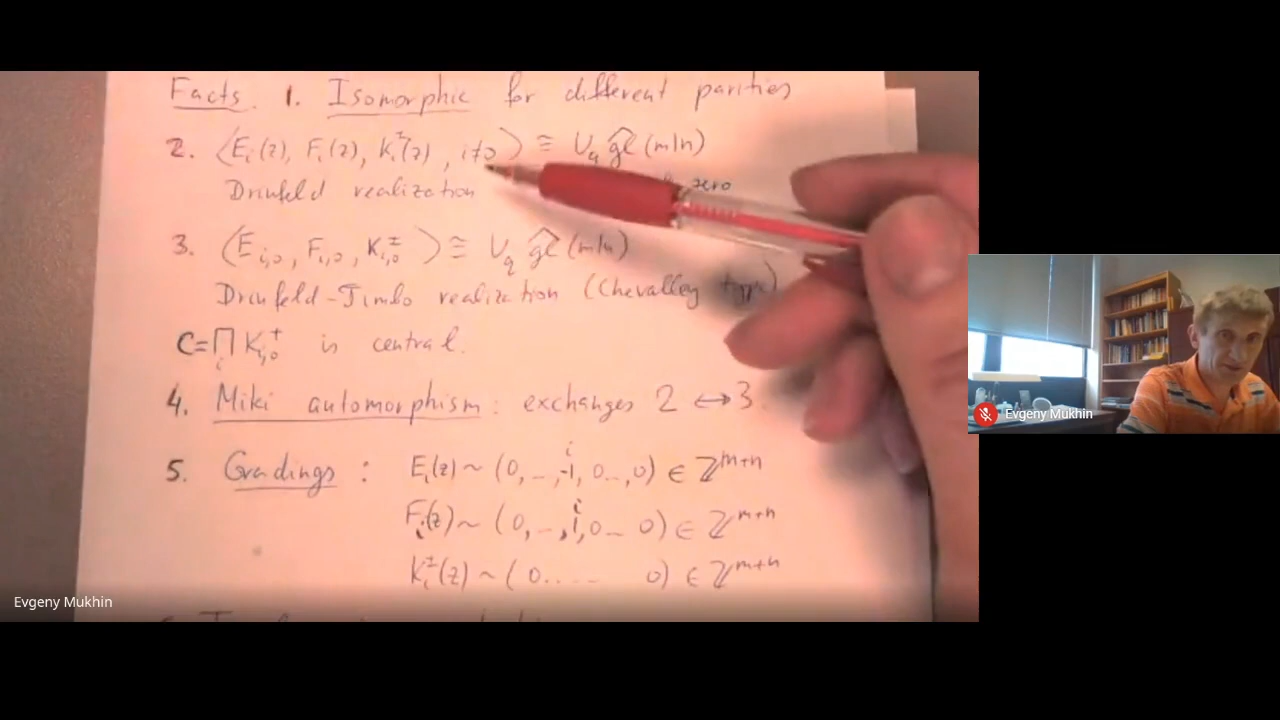 Facts. 1. Isomorphic for different parities
2. ⟨E_i(z), F_i(z), K_i^±(z), i≠0⟩ ≅ U_q ĝl(m|n)
Drinfeld realization zero
3. ⟨E_{i,0}, F_{i,0}, K_{i,0}^±⟩ ≅ U_q ĝl(m|n)
Drinfeld-Jimbo realization (Chevalley type)
C=∏_i K_{i,0}^+ is central.
4. Miki automorphism: exchanges 2 ↔ 3.
5. Gradings: E_i(z) ~ (0, …, -1, 0…, 0) ∈ ℤ^{m+n}
F_i(z) ~ (0, …, 1, 0… 0) ∈ ℤ^{m+n}
K_i^±(z) ~ (0.... 0) ∈ ℤ^{m+n}
Evgeny Mukhin
Evgeny Mukhin